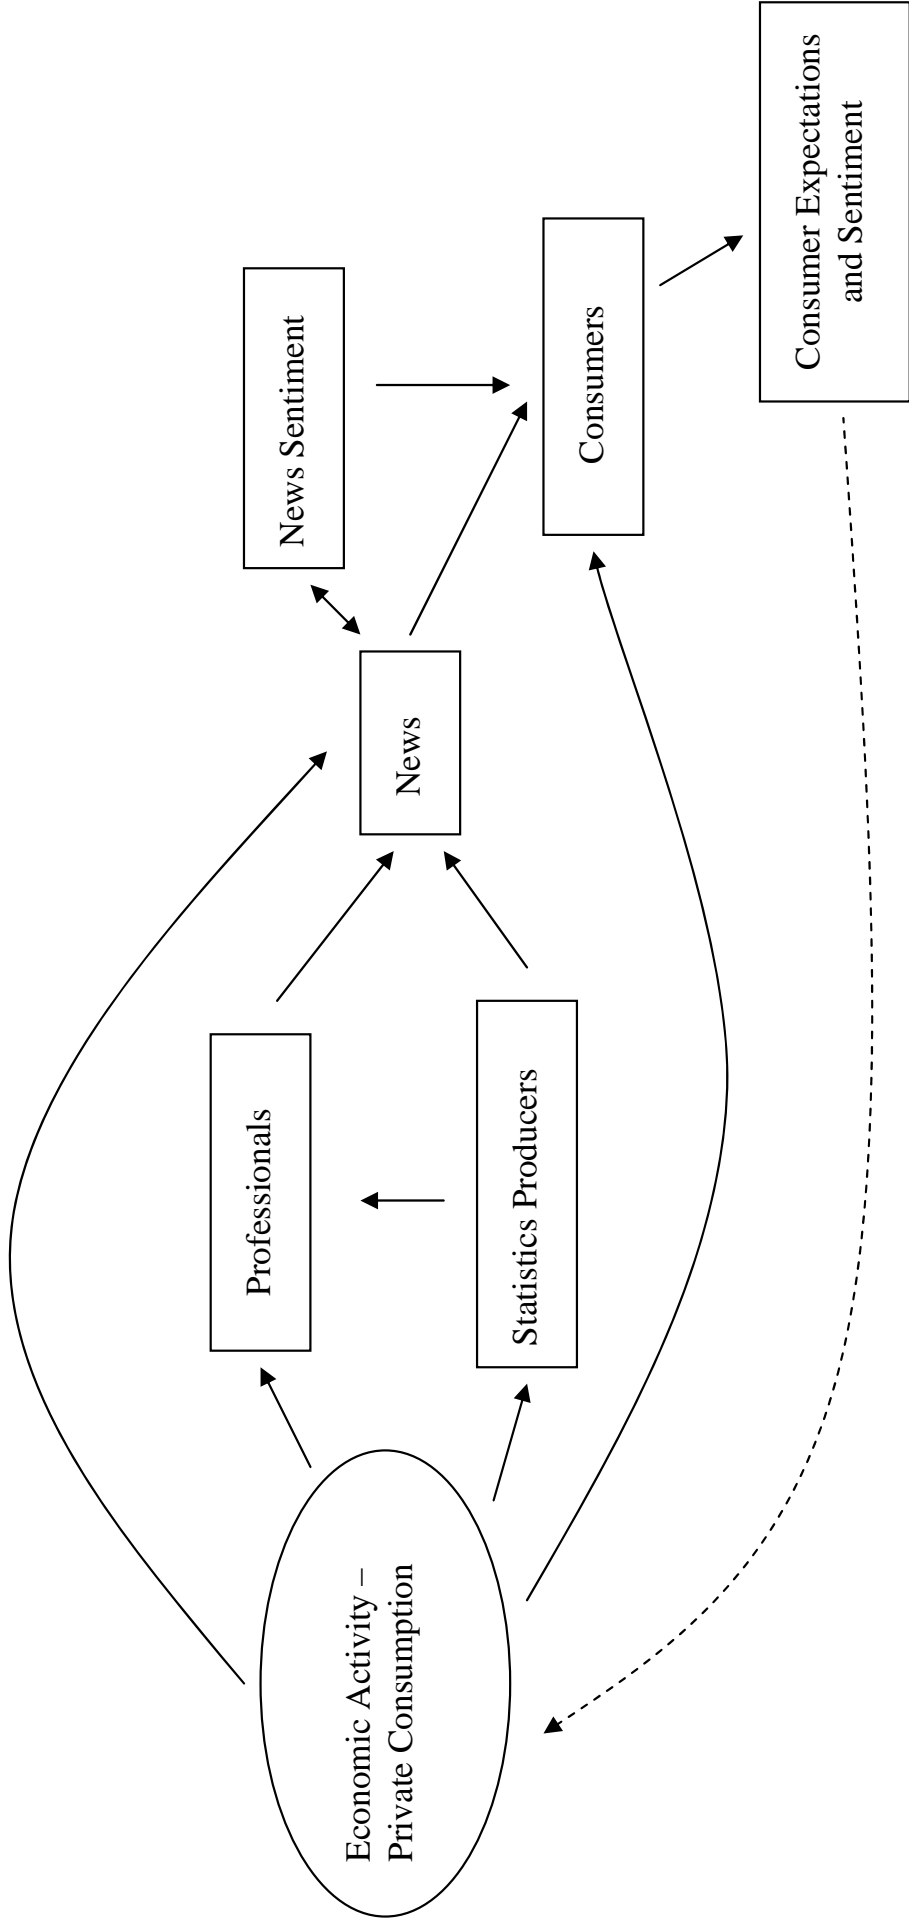 Economic Activity –
Private Consumption
Professionals
Statistics Producers
News
News Sentiment
Consumers
Consumer Expectations
and Sentiment